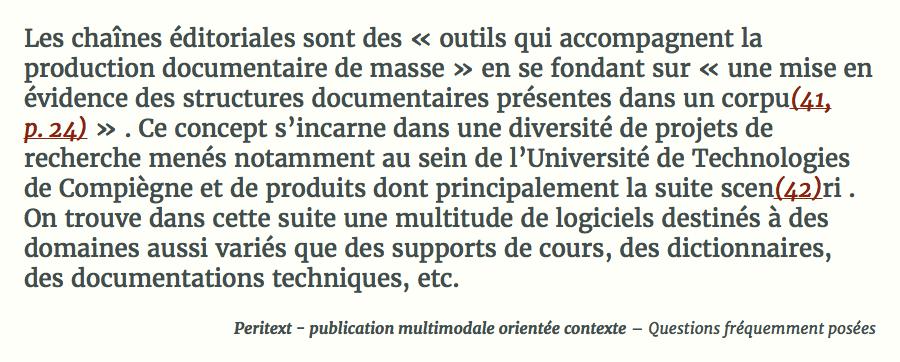 Les chaînes éditoriales sont des « outils qui accompagnent la
production documentaire de masse » en se fondant sur « une mise en
évidence des structures documentaires présentes dans un corpu(41,
p. 24) » . Ce concept s’incarne dans une diversité de projets de
recherche menés notamment au sein de l’Université de Technologies
de Compiègne et de produits dont principalement la suite scen(42)ri .
On trouve dans cette suite une multitude de logiciels destinés à des
domaines aussi variés que des supports de cours, des dictionnaires,
des documentations techniques, etc.
Peritext - publication multimodale orientée contexte – Questions fréquemment posées